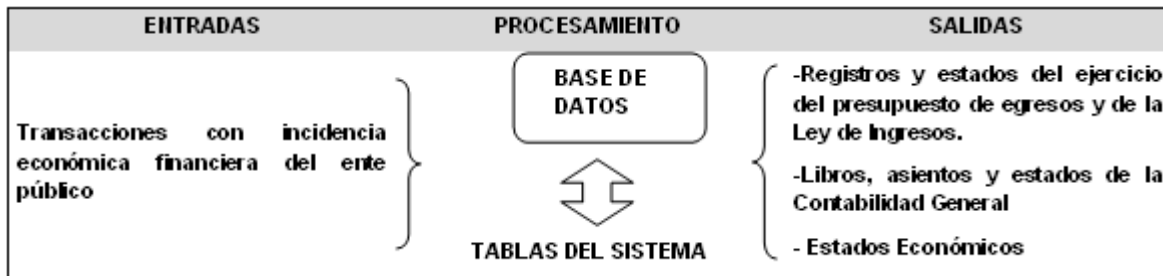 ENTRADAS PROCESAMIENTO SALIDAS
Transacciones con incidencia
económica financiera del ente
público
BASE DE
DATOS
TABLAS DEL SISTEMA
-Registros y estados del ejercicio
del presupuesto de egresos y de la
Ley de Ingresos.
-Libros, asientos y estados de la
Contabilidad General
- Estados Económicos